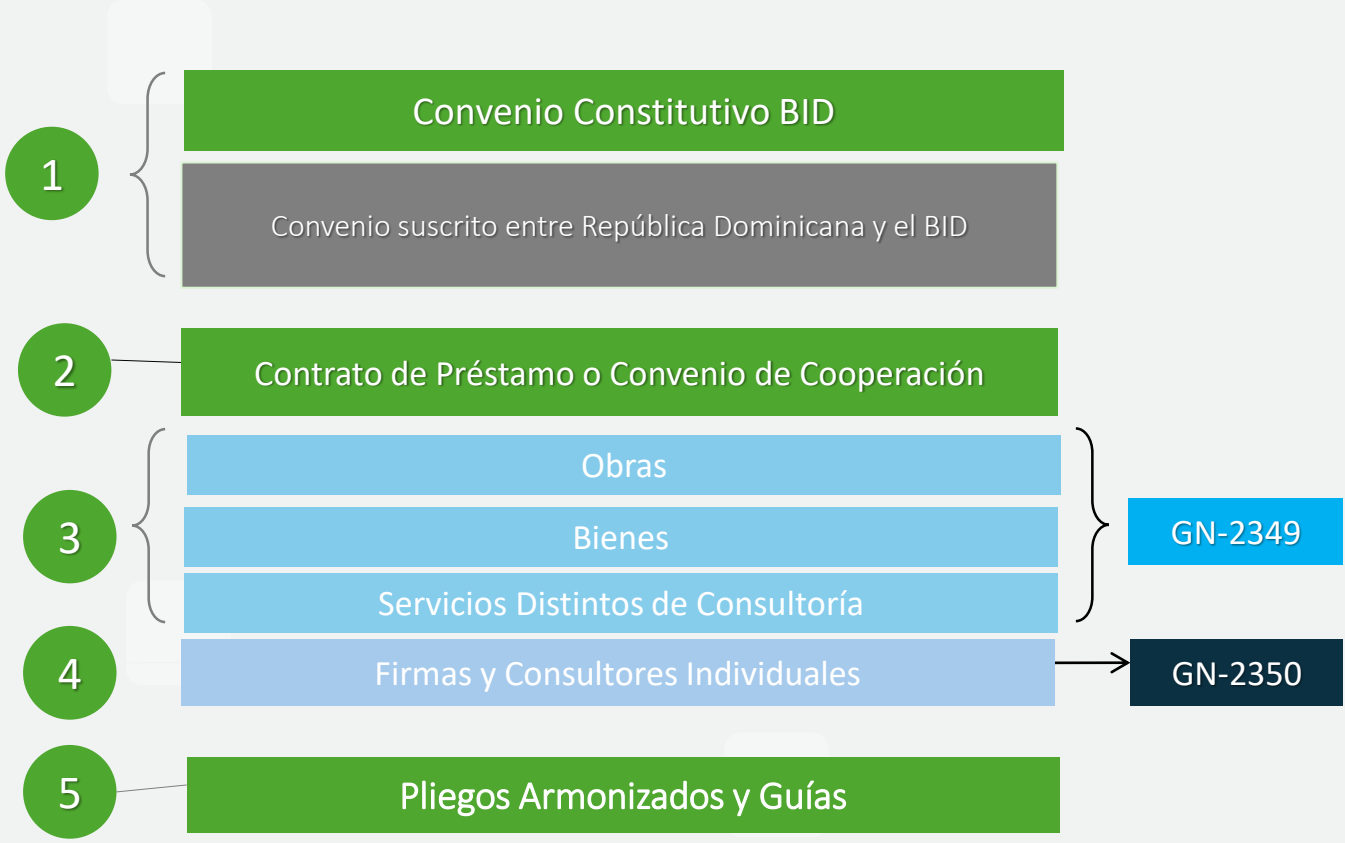 1
Convenio Constitutivo BID
Convenio suscrito entre República Dominicana y el BID
2
Contrato de Préstamo o Convenio de Cooperación
3
Obras
Bienes
Servicios Distintos de Consultoría
GN-2349
4
Firmas y Consultores Individuales
GN-2350
5
Pliegos Armonizados y Guías